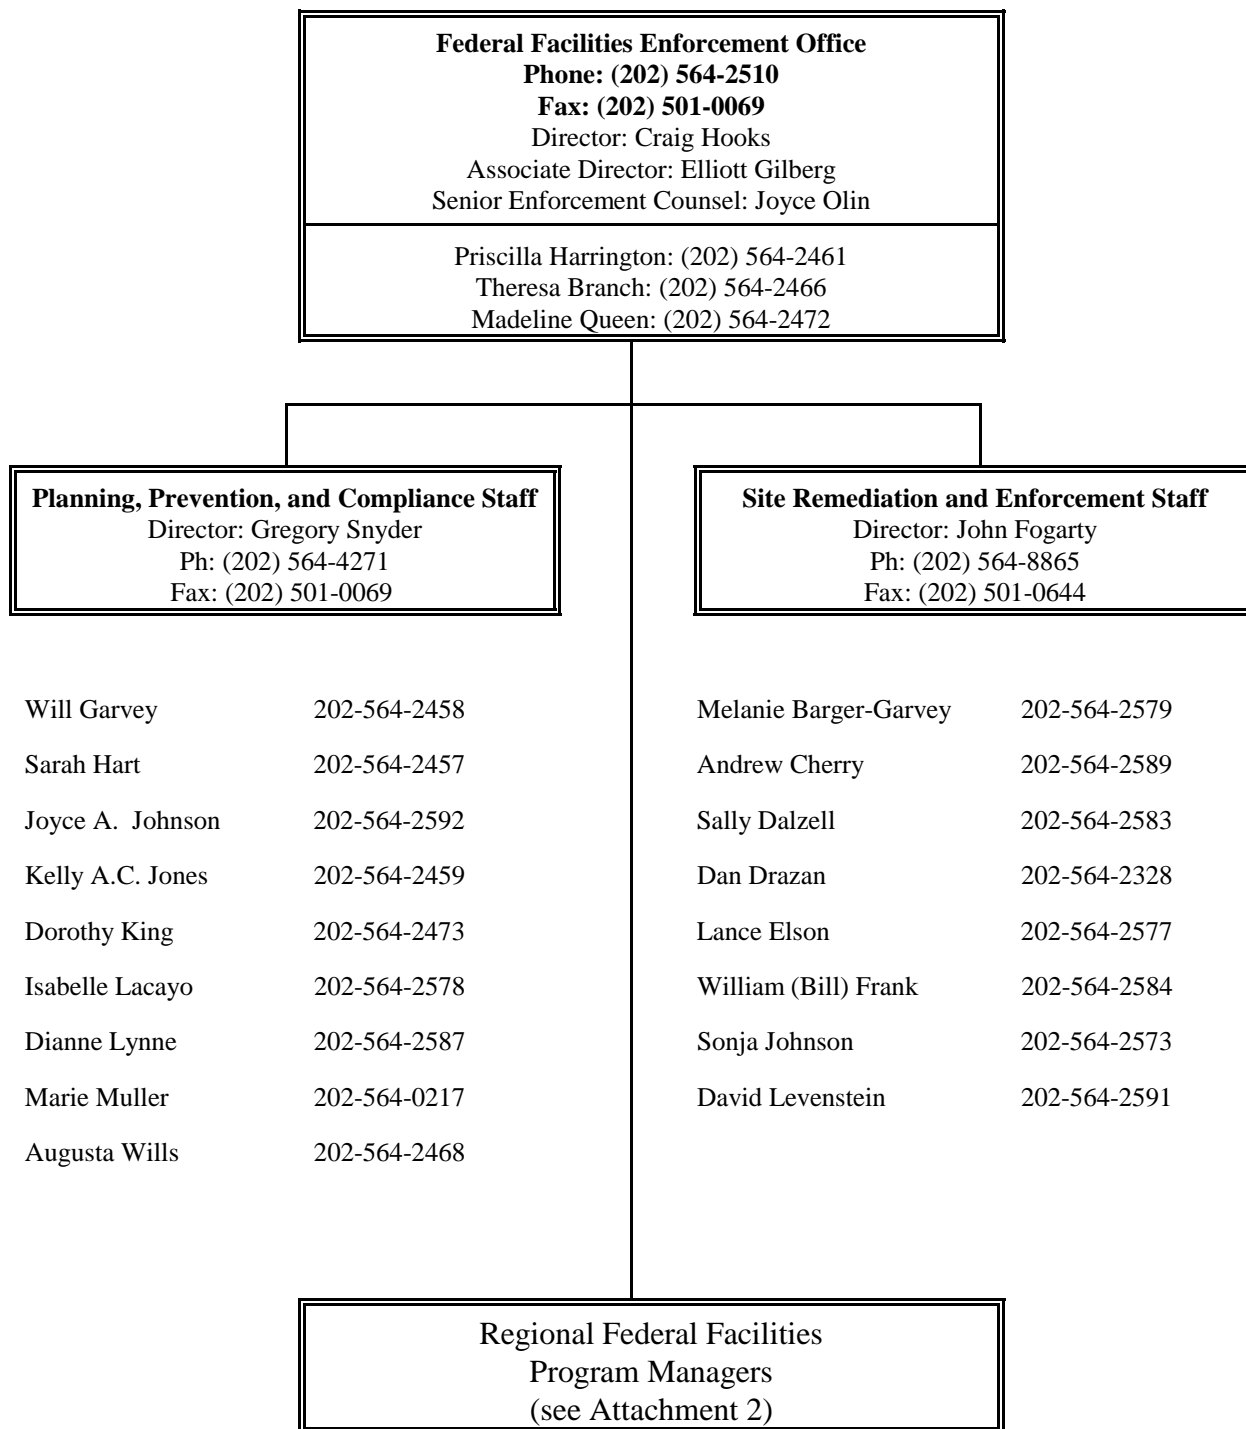 Federal Facilities Enforcement Office
Phone: (202) 564-2510
Fax: (202) 501-0069
Director: Craig Hooks
Associate Director: Elliott Gilberg
Senior Enforcement Counsel: Joyce Olin
Priscilla Harrington: (202) 564-2461
Theresa Branch: (202) 564-2466
Madeline Queen: (202) 564-2472
Planning, Prevention, and Compliance Staff
Director: Gregory Snyder
Ph: (202) 564-4271
Fax: (202) 501-0069
Site Remediation and Enforcement Staff
Director: John Fogarty
Ph: (202) 564-8865
Fax: (202) 501-0644
Will Garvey 202-564-2458
Sarah Hart 202-564-2457
Joyce A. Johnson 202-564-2592
Kelly A.C. Jones 202-564-2459
Dorothy King 202-564-2473
Isabelle Lacayo 202-564-2578
Dianne Lynne 202-564-2587
Marie Muller 202-564-0217
Augusta Wills 202-564-2468
Melanie Barger-Garvey 202-564-2579
Andrew Cherry 202-564-2589
Sally Dalzell 202-564-2583
Dan Drazan 202-564-2328
Lance Elson 202-564-2577
William (Bill) Frank 202-564-2584
Sonja Johnson 202-564-2573
David Levenstein 202-564-2591
Regional Federal Facilities
Program Managers
(see Attachment 2)